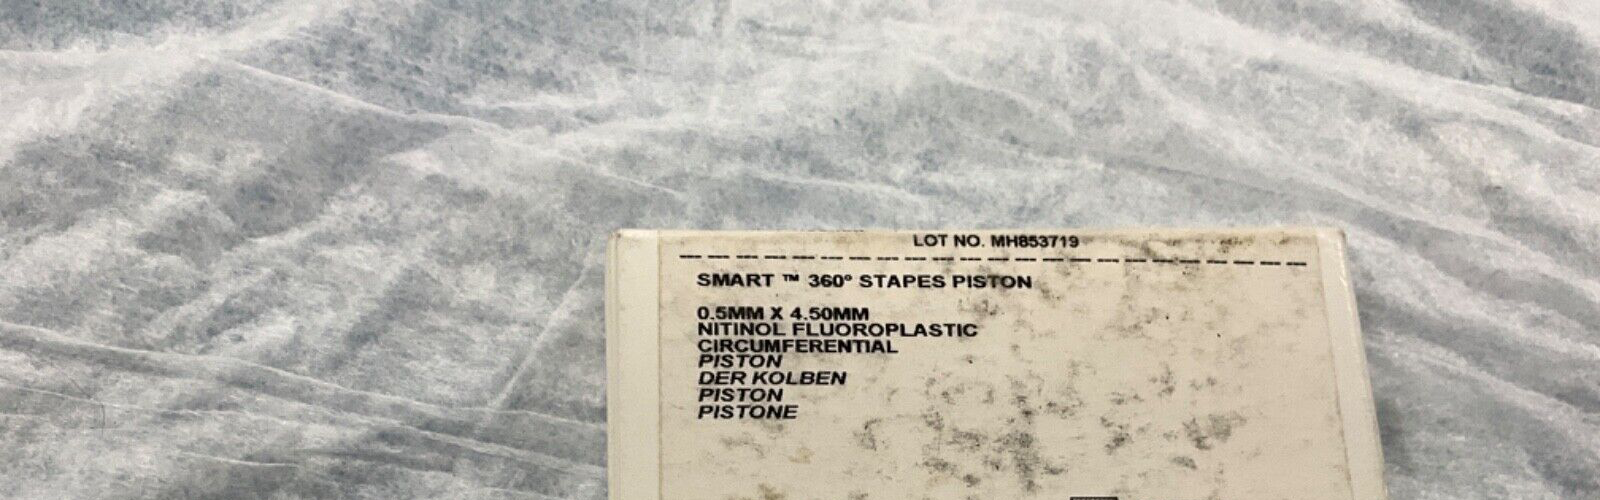 LOT NO. MH853719
SMART ™ 360° STAPES PISTON
0.5MM X 4.50MM
NITINOL FLUOROPLASTIC
CIRCUMFERENTIAL
PISTON
DER KOLBEN
PISTON
PISTONE